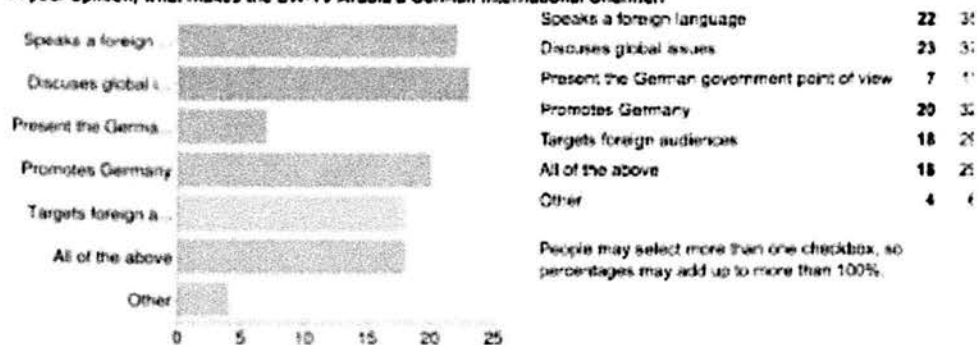 Speaks a foreign ...
Discuses global i...
Present the Germa...
Promotes Germany
Targets foreign a...
All of the above
Other
0 5 10 15 20 25
Speaks a foreign language 22
Discuses global issues 23
Present the German government point of view 7
Promotes Germany 20
Targets foreign audiences 18
All of the above 18
Other 4
People may select more than one checkbox, so
percentages may add up to more than 100%.